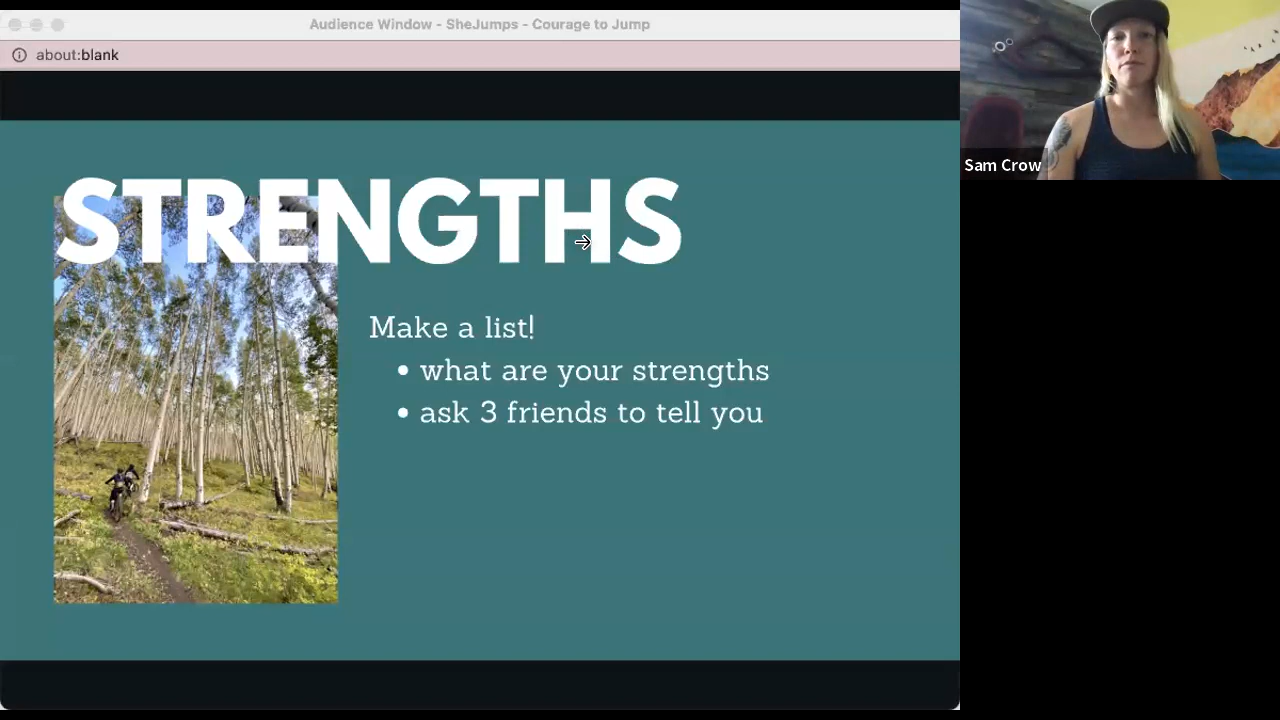 Audience Window - SheJumps - Courage to Jump
about:blank
STRENGTHS
Make a list!
• what are your strengths
• ask 3 friends to tell you
Sam Crow